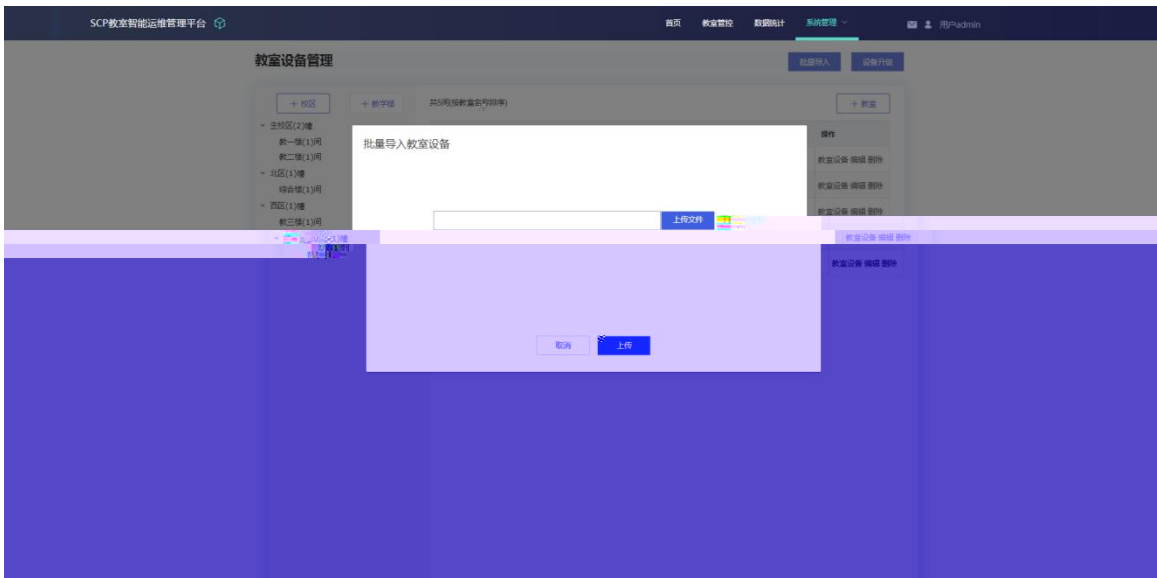 SCP教室智能运维管理平台 首页 教室管控 数据统计 系统管理 用户admin
教室设备管理 批量导入 设备升级
+ 校区 + 教学楼 共5间(按教室名号排序) + 教室
主校区(2)幢 操作
教一楼(1)间
教二楼(1)间 教室设备 编辑 删除
北区(1)幢
综合楼(1)间 教室设备 编辑 删除
西区(1)幢
教三楼(1)间 教室设备 编辑 删除
批量导入教室设备
上传文件
(1)幢 教室设备 编辑 删除
教室设备 编辑 删除
取消 上传